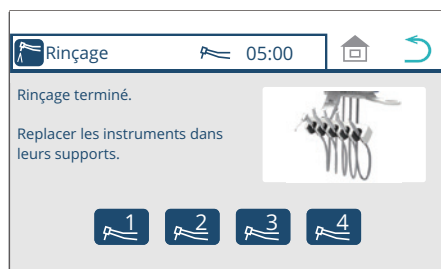 Rinçage 05:00
Rinçage terminé.
Replacer les instruments dans
leurs supports.
1 2 3 4